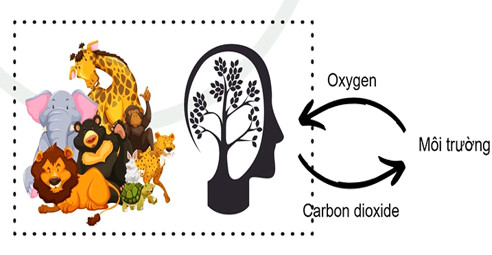 Oxygen
Môi trường
Carbon dioxide